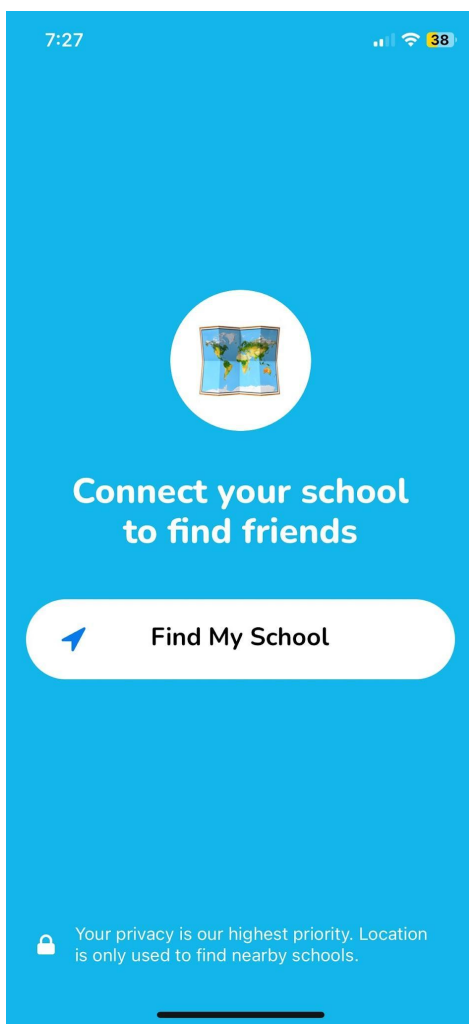 7:27
38
Connect your school
to find friends
Find My School
Your privacy is our highest priority. Location
is only used to find nearby schools.